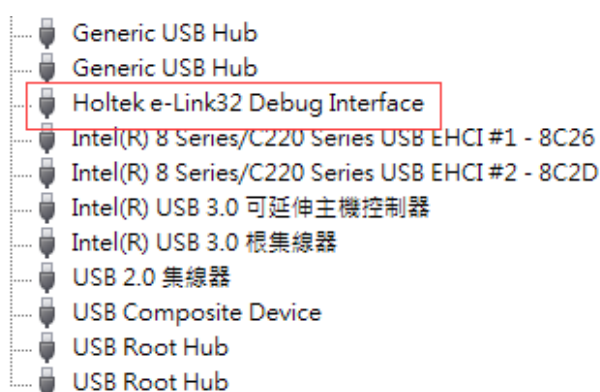 Generic USB Hub
Generic USB Hub
Holtek e-Link32 Debug Interface
Intel(R) 8 Series/C220 Series USB EHCI #1 - 8C26
Intel(R) 8 Series/C220 Series USB EHCI #2 - 8C2D
Intel(R) USB 3.0 可延伸主機控制器
Intel(R) USB 3.0 根集線器
USB 2.0 集線器
USB Composite Device
USB Root Hub
USB Root Hub